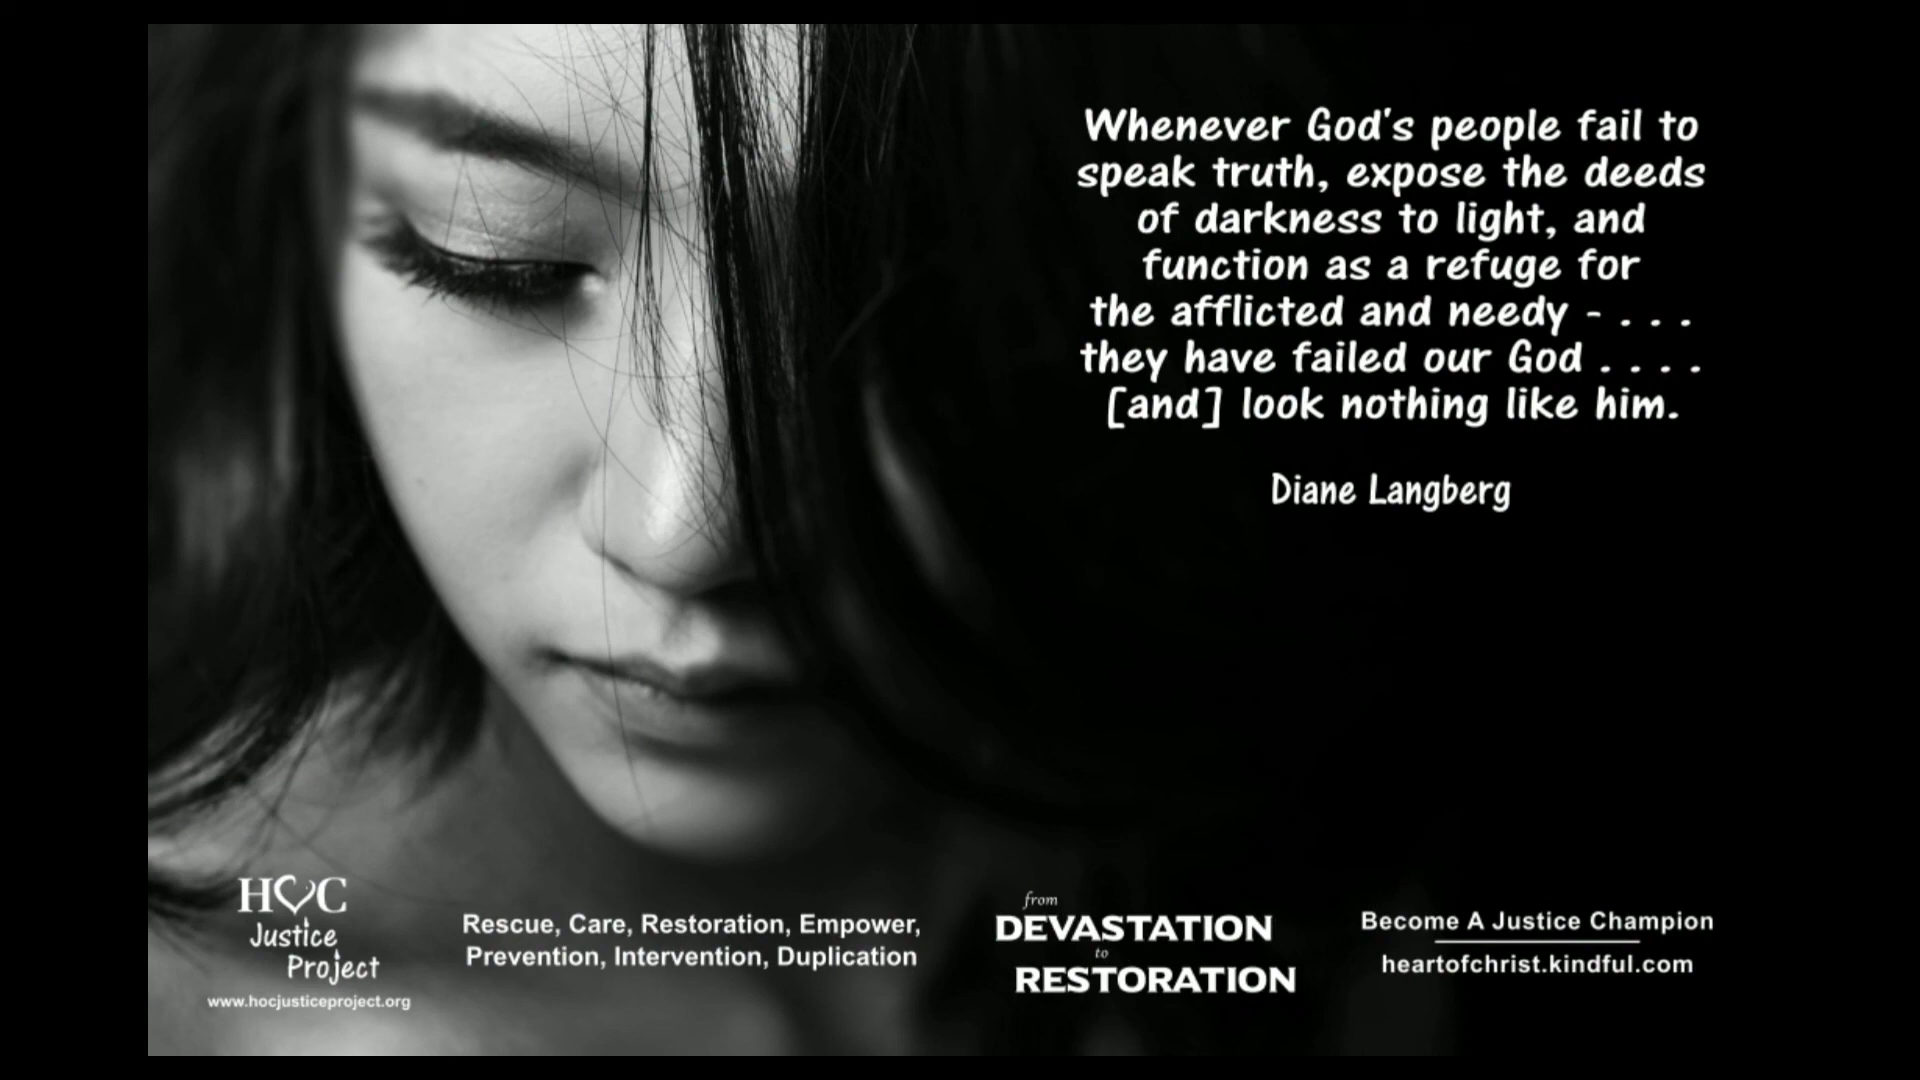 Whenever God's people fail to
speak truth, expose the deeds
of darkness to light, and
function as a refuge for
the afflicted and needy - . . .
they have failed our God . . . .
[and] look nothing like him.
Diane Langberg
HOC
Justice
Project
www.hocjusticeproject.org
Rescue, Care, Restoration, Empower,
Prevention, Intervention, Duplication
from
DEVASTATION
to
RESTORATION
Become A Justice Champion
heartofchrist.kindful.com